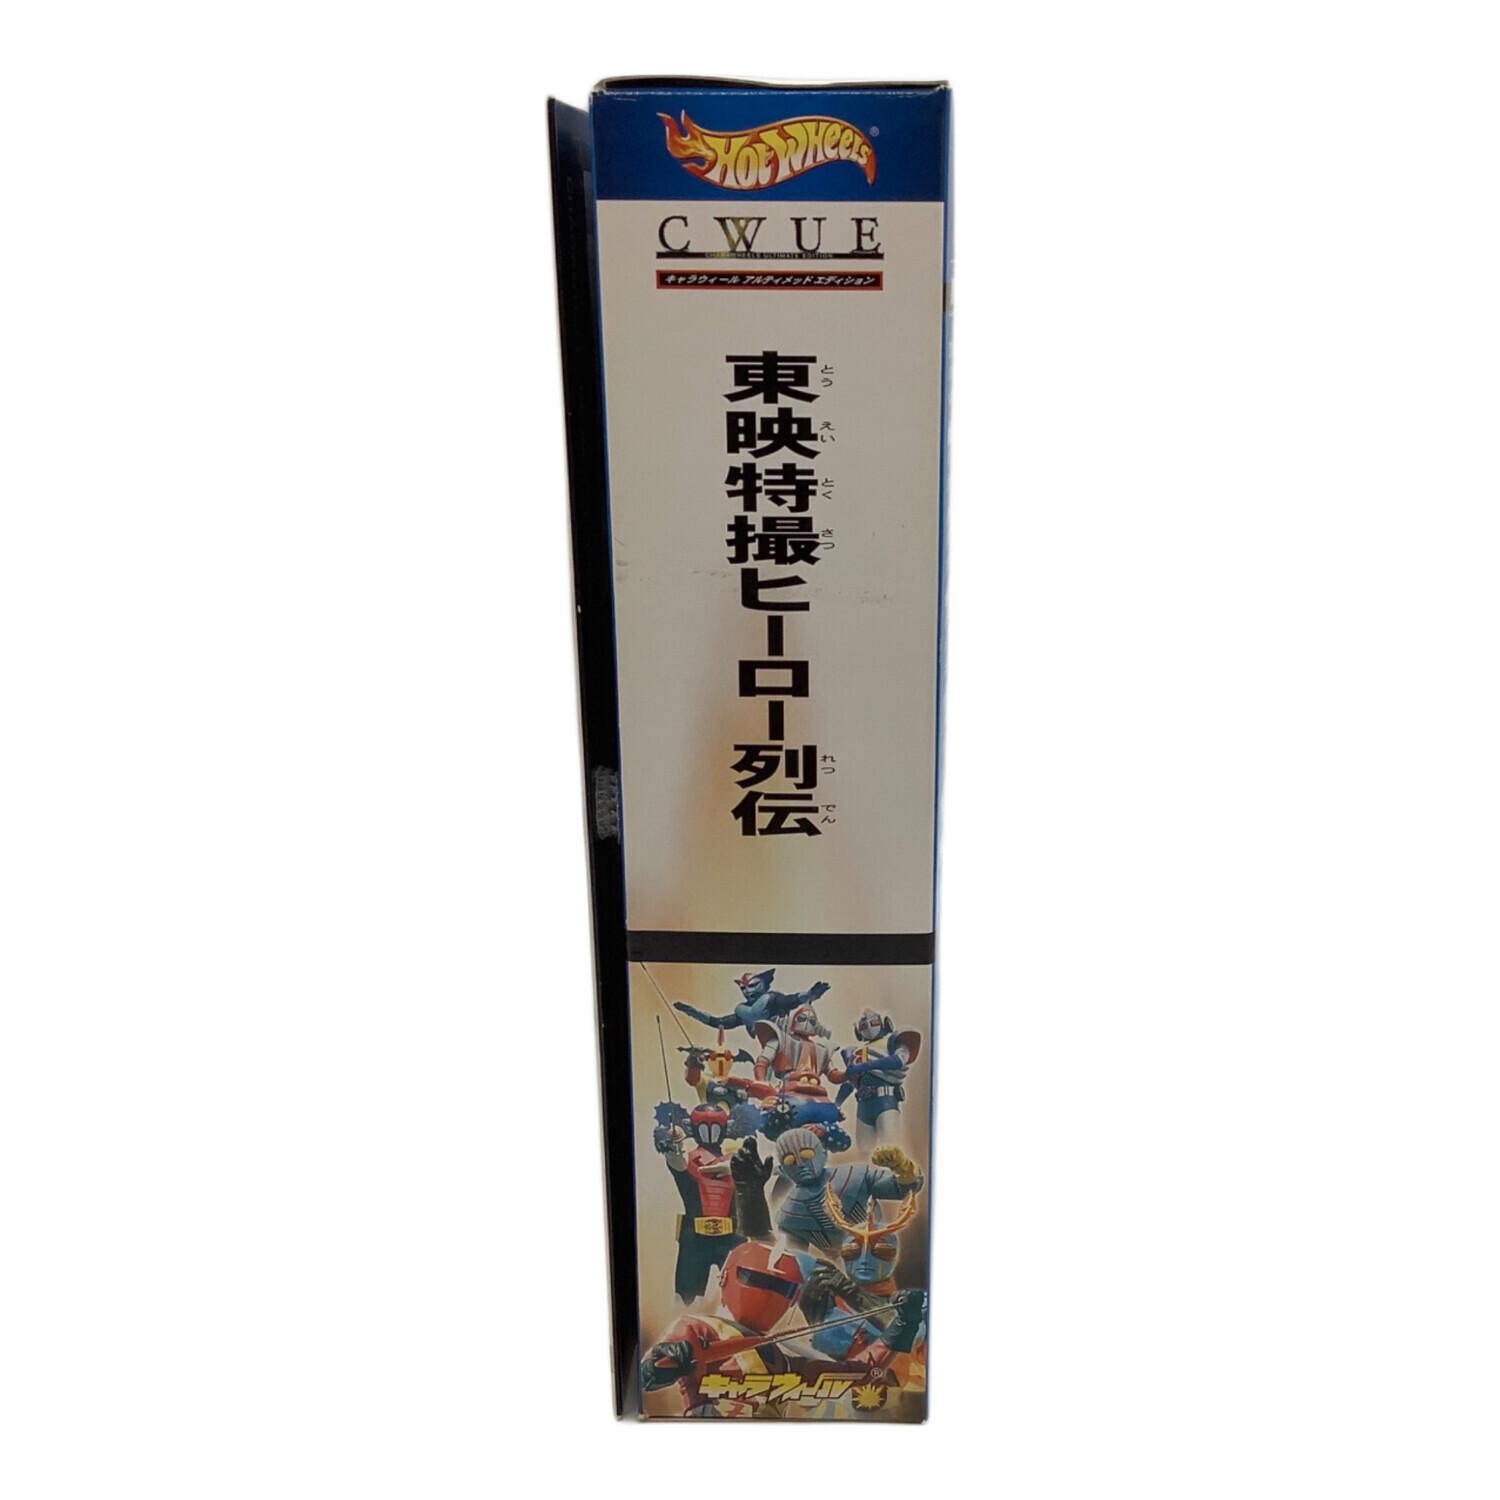 HOT WHEELS®
CWUE
CHARAWHEELS ULTIMATE EDITION
キャラウィール アルティメッド エディション
東映特撮ヒーロー列伝
とうえいとくさつ
れつでん
キャラウィール®